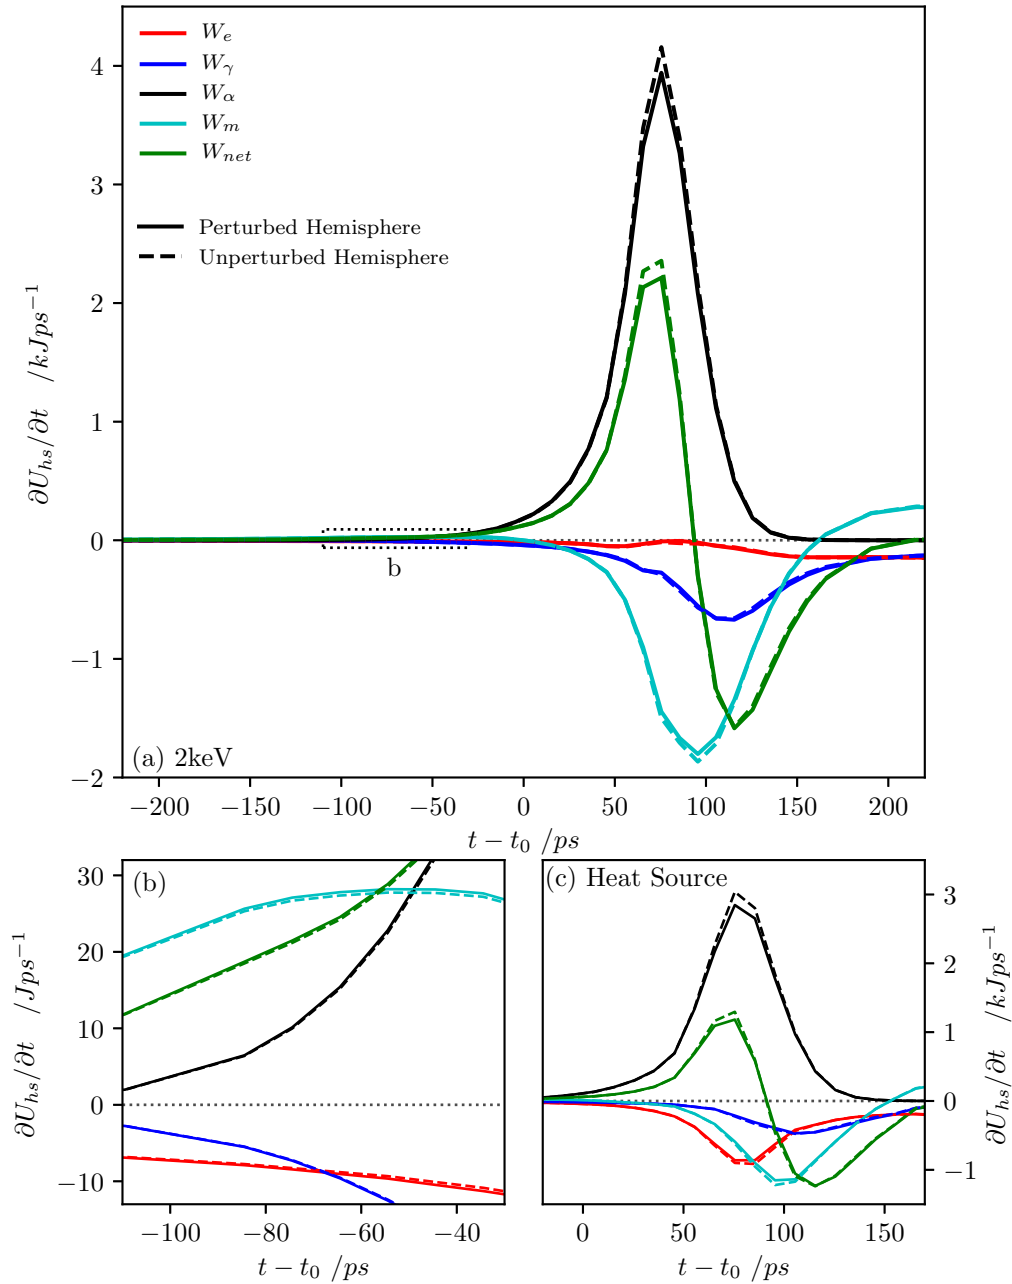 W_e
W_γ
W_α
W_m
W_net
Perturbed Hemisphere
Unperturbed Hemisphere
∂U_hs/∂t /kJps⁻¹
4
3
2
1
0
−1
−2
b
(a) 2keV
−200 −150 −100 −50 0 50 100 150 200
t − t₀ /ps
(b)
∂U_hs/∂t /Jps⁻¹
30
20
10
0
−10
−100 −80 −60 −40
t − t₀ /ps
(c) Heat Source
3
2
1
0
−1
∂U_hs/∂t /kJps⁻¹
0 50 100 150
t − t₀ /ps